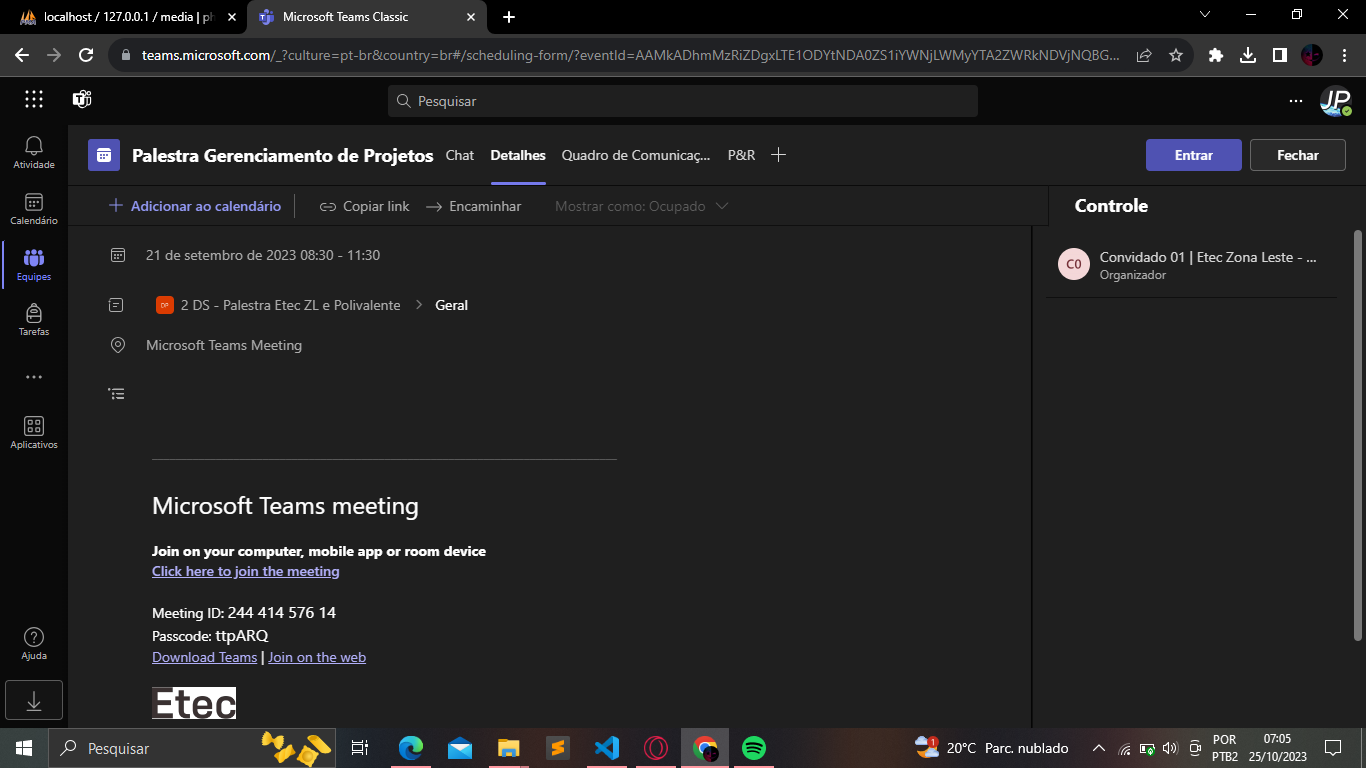 localhost / 127.0.0.1 / media | ph
Microsoft Teams Classic
teams.microsoft.com/_?culture=pt-br&country=br#/scheduling-form/?eventId=AAMkADhmMzRiZDgxLTE1ODYtNDA0ZS1iYWNjLWMyYTA2ZWRkNDVjNQBG...
Pesquisar
JP
Atividade
Calendário
Equipes
Tarefas
Aplicativos
Ajuda
Palestra Gerenciamento de Projetos Chat Detalhes Quadro de Comunicaç... P&R
Entrar Fechar
Adicionar ao calendário Copiar link Encaminhar Mostrar como: Ocupado
21 de setembro de 2023 08:30 - 11:30
DP 2 DS - Palestra Etec ZL e Polivalente > Geral
Microsoft Teams Meeting
Microsoft Teams meeting
Join on your computer, mobile app or room device
Click here to join the meeting
Meeting ID: 244 414 576 14
Passcode: ttpARQ
Download Teams | Join on the web
Etec
Controle
C0 Convidado 01 | Etec Zona Leste - ...
Organizador
Pesquisar
1
20°C Parc. nublado
POR
PTB2
07:05
25/10/2023